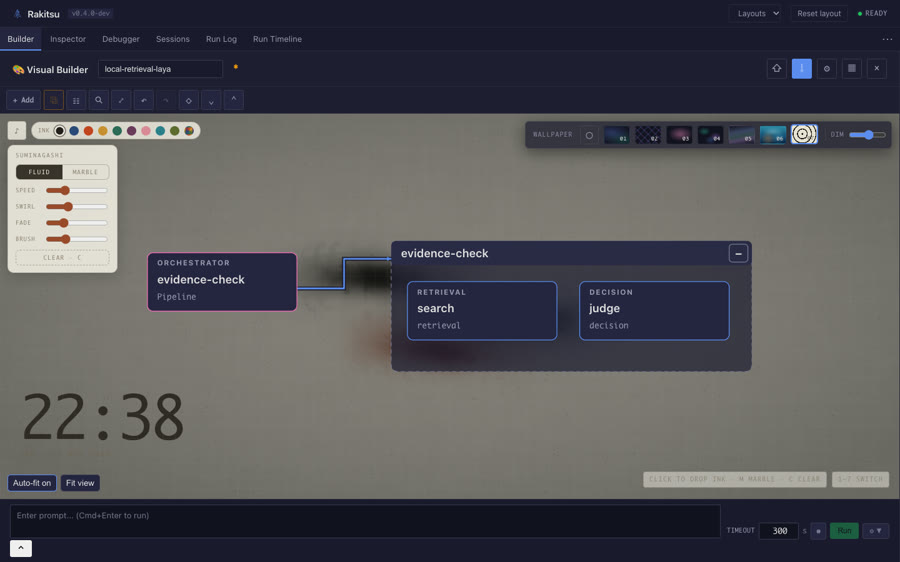 Rakitsu v0.4.0-dev Layouts Reset layout READY
Builder Inspector Debugger Sessions Run Log Run Timeline
Visual Builder local-retrieval-laya
+ Add
INK
WALLPAPER 01 02 03 04 05 06 DIM
SUMINAGASHI
FLUID MARBLE
SPEED
SWIRL
FADE
BRUSH
CLEAR · C
ORCHESTRATOR
evidence-check
Pipeline
evidence-check
RETRIEVAL
search
retrieval
DECISION
judge
decision
22:38
Auto-fit on Fit view
CLICK TO DROP INK · M MARBLE · C CLEAR 1–7 SWITCH
Enter prompt... (Cmd+Enter to run)
TIMEOUT 300 S Run